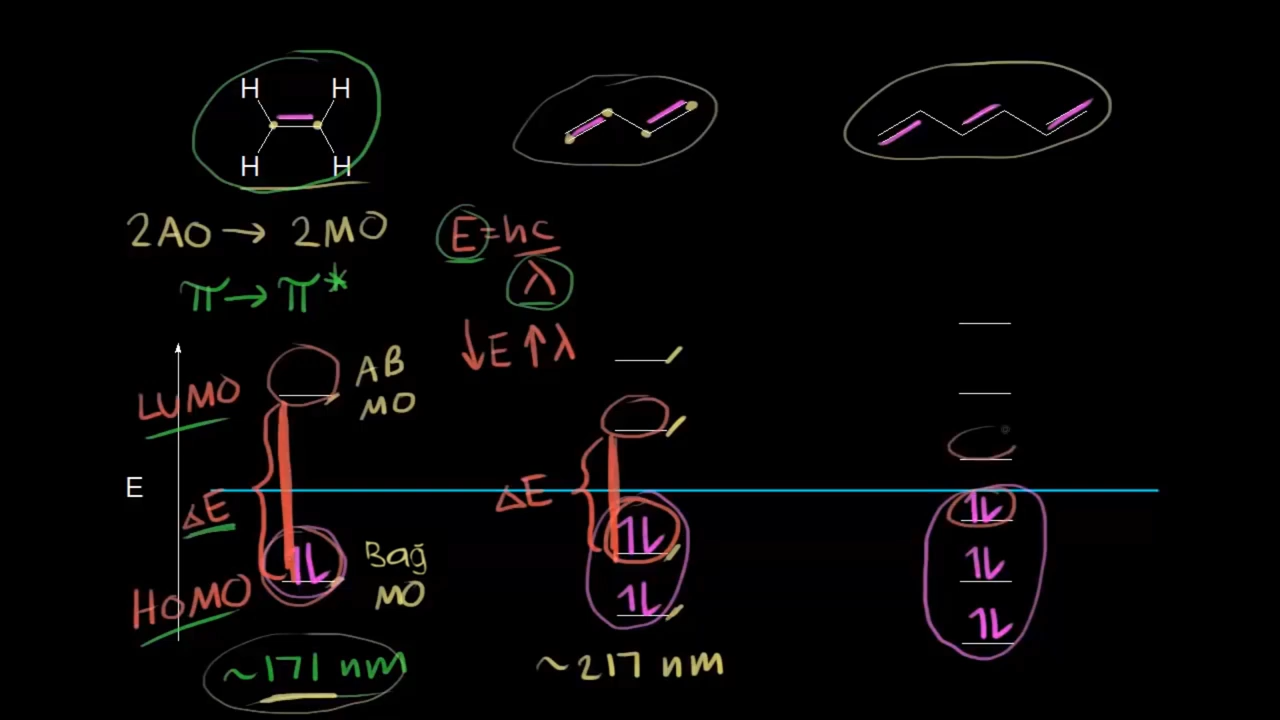 H H
H H
2AO → 2MO
π → π*
E = hc
λ
↓E ↑λ
AB
MO
LUMO
E
ΔE
ΔE
Bağ
MO
HOMO
~171 nm
~217 nm